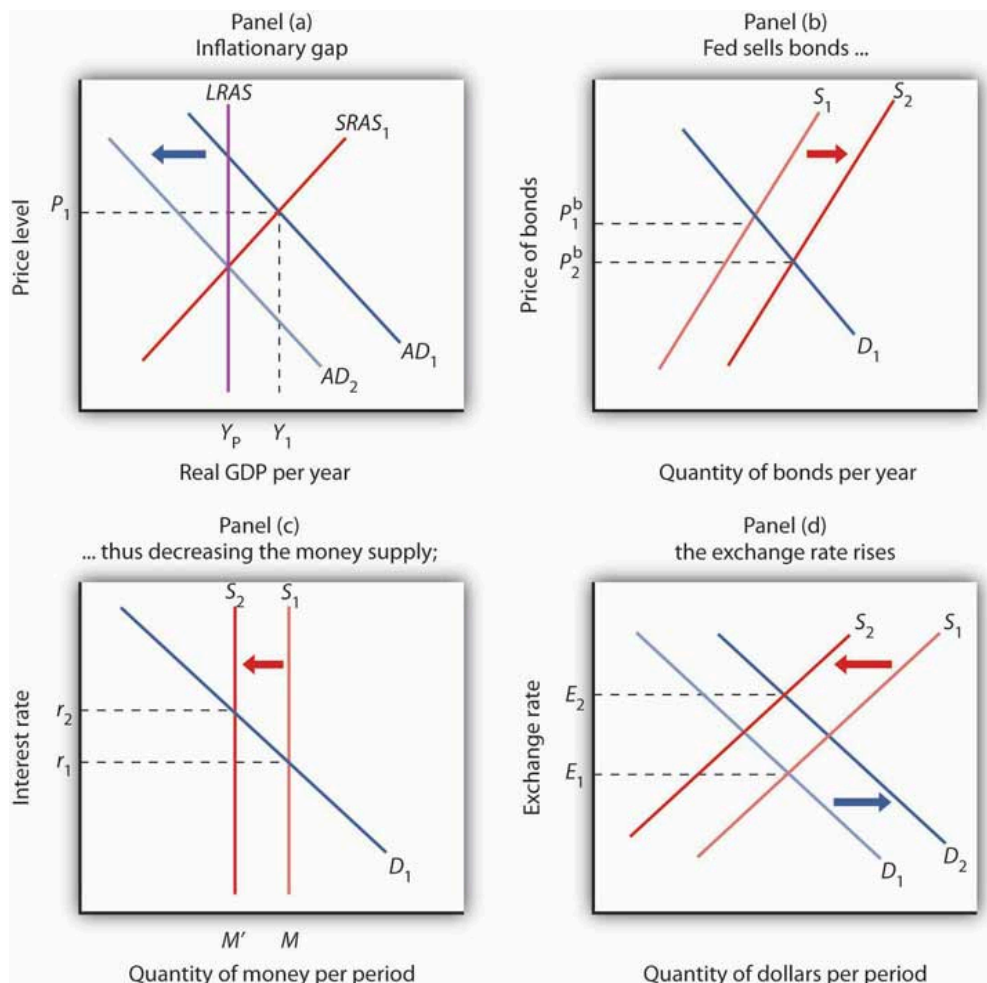 Panel (a)
Inflationary gap
LRAS
SRAS1
P1
Price level
AD1
AD2
YP
Y1
Real GDP per year
Panel (b)
Fed sells bonds ...
S1
S2
Price of bonds
P1b
P2b
D1
Quantity of bonds per year
Panel (c)
... thus decreasing the money supply;
S2
S1
Interest rate
r2
r1
D1
M′
M
Quantity of money per period
Panel (d)
the exchange rate rises
S2
S1
Exchange rate
E2
E1
D1
D2
Quantity of dollars per period